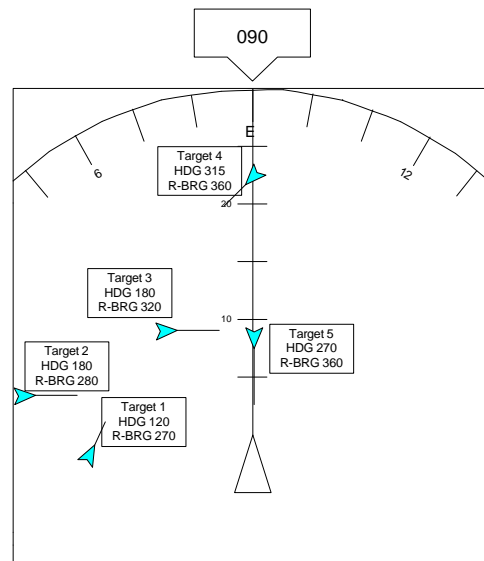 090
E
6
12
Target 4
HDG 315
R-BRG 360
20
Target 3
HDG 180
R-BRG 320
10
Target 5
HDG 270
R-BRG 360
Target 2
HDG 180
R-BRG 280
Target 1
HDG 120
R-BRG 270